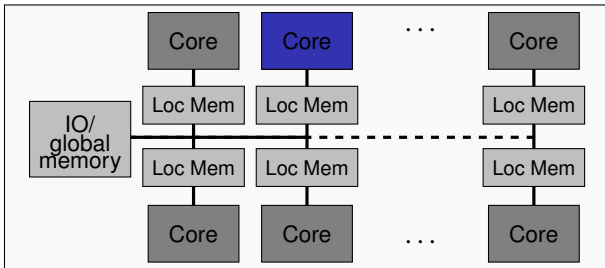 Core Core ... Core
Loc Mem Loc Mem Loc Mem
IO/
global
memory
Loc Mem Loc Mem Loc Mem
Core Core ... Core